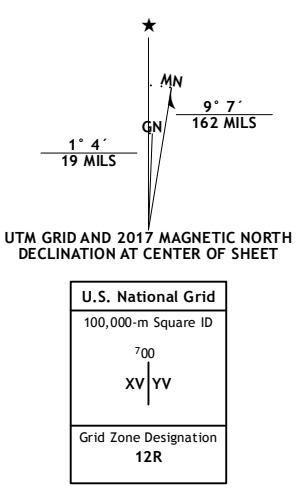 ★
MN
GN
9° 7´
162 MILS
1° 4´
19 MILS
UTM GRID AND 2017 MAGNETIC NORTH
DECLINATION AT CENTER OF SHEET
U.S. National Grid
100,000-m Square ID
⁷00
XV YV
Grid Zone Designation
12R